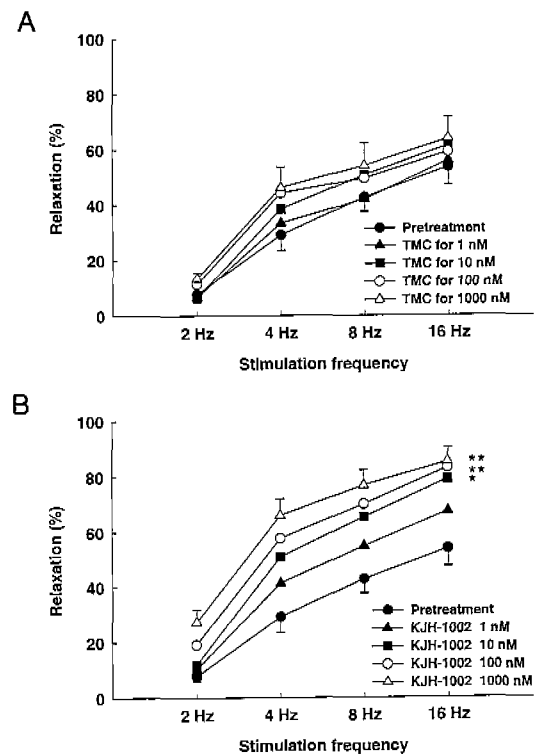 A
100
80
60
40
20
0
Relaxation (%)
Pretreatment
TMC for 1 nM
TMC for 10 nM
TMC for 100 nM
TMC for 1000 nM
2 Hz 4 Hz 8 Hz 16 Hz
Stimulation frequency
B
100
80
60
40
20
0
Relaxation (%)
**
**
*
Pretreatment
KJH-1002 1 nM
KJH-1002 10 nM
KJH-1002 100 nM
KJH-1002 1000 nM
2 Hz 4 Hz 8 Hz 16 Hz
Stimulation frequency